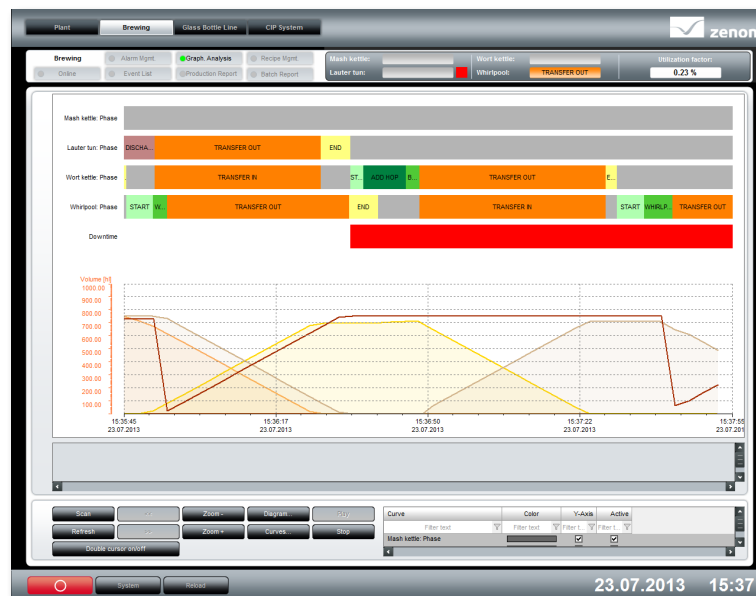 Plant Brewing Glass Bottle Line CIP System
zenon
Brewing Alarm Mgmt. Graph. Analysis Recipe Mgmt. Mash kettle: Wort kettle: Utilization factor:
Online Event List Production Report Batch Report Lauter tun: Whirlpool: TRANSFER OUT 0.23 %
Mash kettle: Phase
Lauter tun: Phase DISCHA... TRANSFER OUT END
Wort kettle: Phase TRANSFER IN ST... ADD HOP B... TRANSFER OUT E...
Whirlpool: Phase START W... TRANSFER OUT END TRANSFER IN START WHIRLP... TRANSFER OUT
Downtime
Volume [hl]
1000.00
900.00
800.00
700.00
600.00
500.00
400.00
300.00
200.00
100.00
15:35:45 15:36:17 15:36:50 15:37:22 15:37:55
23.07.2013 23.07.2013 23.07.2013 23.07.2013 23.07.201
Scan << Zoom - Diagram... Play
Refresh >> Zoom + Curves... Stop
Double cursor on/off
Curve Color Y-Axis Active
Filter text Filter text Filter t... Filter t...
Mash kettle: Phase
System Reload 23.07.2013 15:37